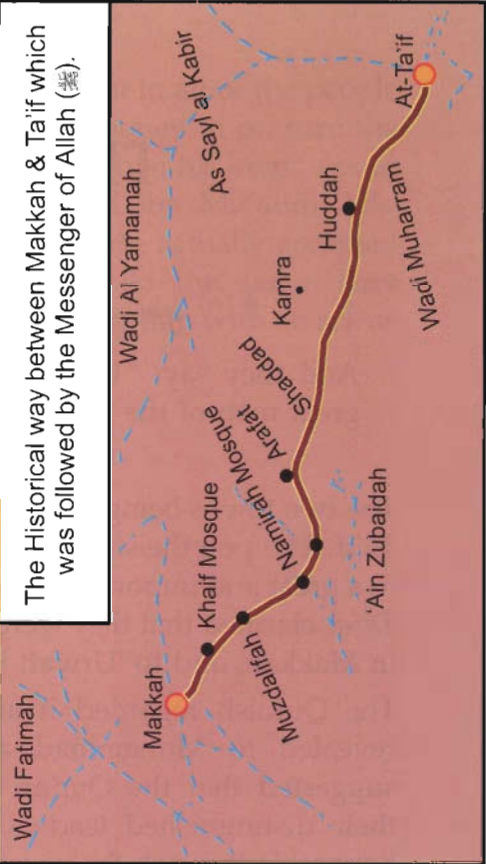 The Historical way between Makkah & Ta'if which
was followed by the Messenger of Allah (ﷺ).
Wadi Fatimah
Makkah
Khaif Mosque
Muzdalifah
Namirah Mosque
Arafat
Shaddad
'Ain Zubaidah
Wadi Al Yamamah
Kamra
Huddah
As Sayl al Kabir
Wadi Muharram
At-Ta'if